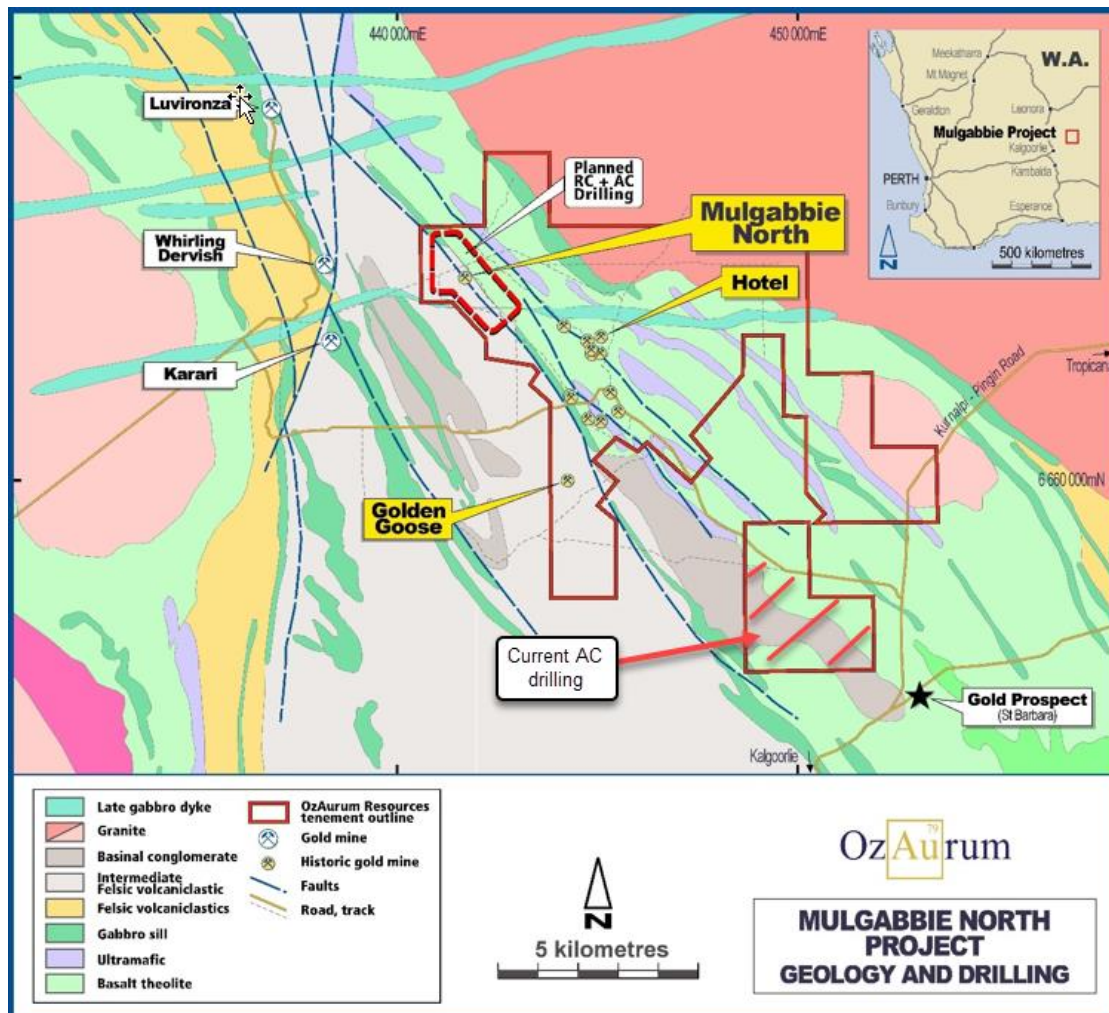 440 000mE
450 000mE
Luvironza
Planned
RC + AC
Drilling
Mulgabbie
North
Whirling
Dervish
Hotel
Karari
Kurnalpi - Pingin Road
Tropicana
6 660 000mN
Golden
Goose
Current AC
drilling
Gold Prospect
(St Barbara)
Kalgoorlie
W.A.
Meekatharra
Mt Magnet
Geraldton
Leonora
Mulgabbie Project
Kalgoorlie
Kambalda
PERTH
Bunbury
Esperance
N
500 kilometres
Late gabbro dyke
Granite
Basinal conglomerate
Intermediate
Felsic volcaniclastic
Felsic volcaniclastics
Gabbro sill
Ultramafic
Basalt theolite
OzAurum Resources
tenement outline
Gold mine
Historic gold mine
Faults
Road, track
N
5 kilometres
79
OzAurum
MULGABBIE NORTH
PROJECT
GEOLOGY AND DRILLING